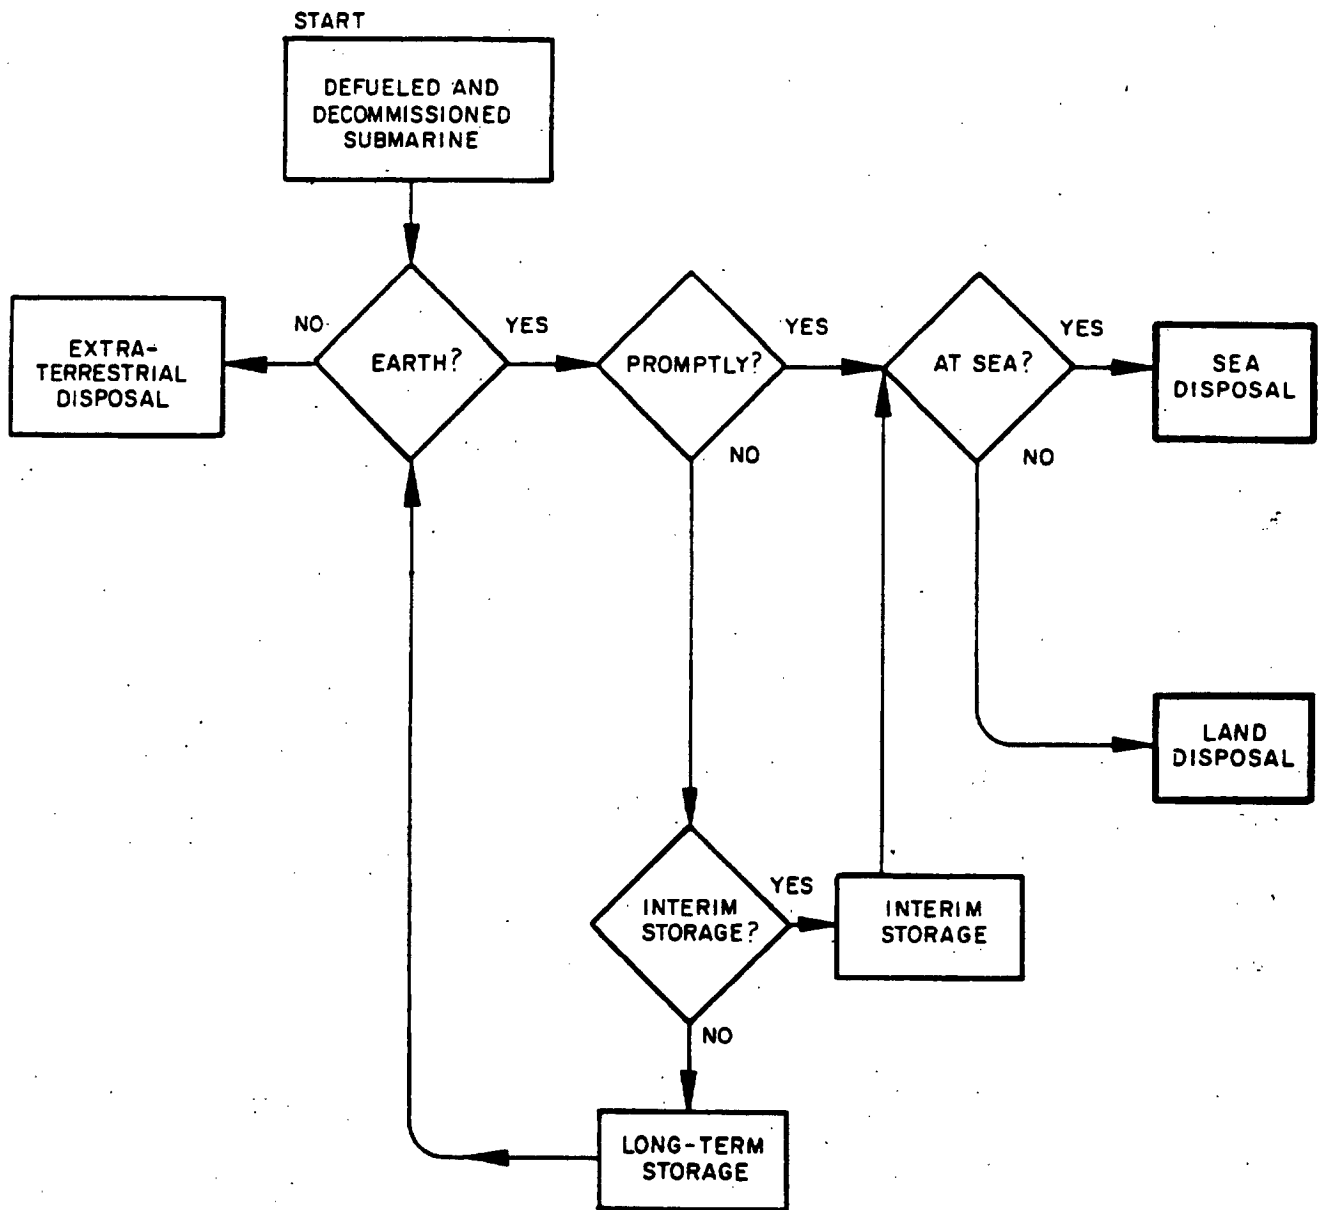 START
DEFUELED AND
DECOMMISSIONED
SUBMARINE
NO
YES
YES
YES
EXTRA-
TERRESTRIAL
DISPOSAL
EARTH?
PROMPTLY?
AT SEA?
SEA
DISPOSAL
NO
NO
LAND
DISPOSAL
INTERIM
STORAGE?
YES
INTERIM
STORAGE
NO
LONG-TERM
STORAGE